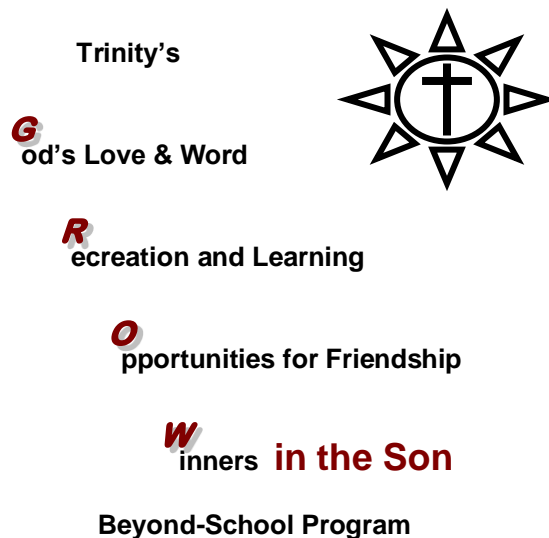 Trinity's
God's Love & Word
Recreation and Learning
Opportunities for Friendship
Winners in the Son
Beyond-School Program